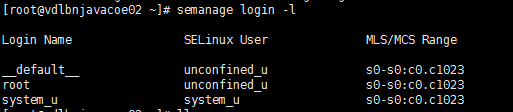 [root@vdlbnjavacoe02 ~]# semanage login -l
Login Name SELinux User MLS/MCS Range
__default__ unconfined_u s0-s0:c0.c1023
root unconfined_u s0-s0:c0.c1023
system_u system_u s0-s0:c0.c1023